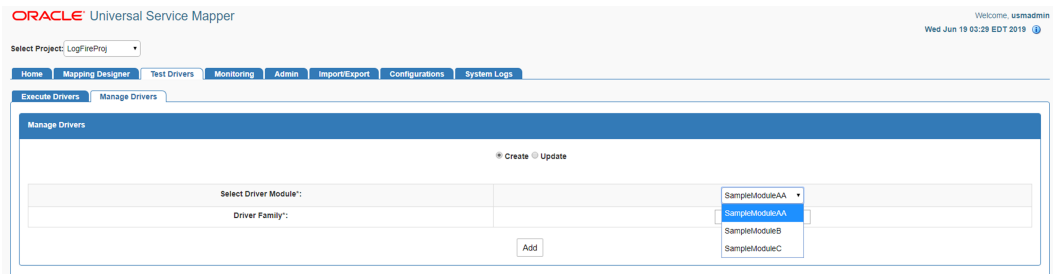 ORACLE® Universal Service Mapper
Welcome, usmadmin
Wed Jun 19 03:29 EDT 2019
Select Project: LogFireProj
Home Mapping Designer Test Drivers Monitoring Admin Import/Export Configurations System Logs
Execute Drivers Manage Drivers
Manage Drivers
Create Update
Select Driver Module*: SampleModuleAA
Driver Family*: SampleModuleAA
SampleModuleB
Add SampleModuleC